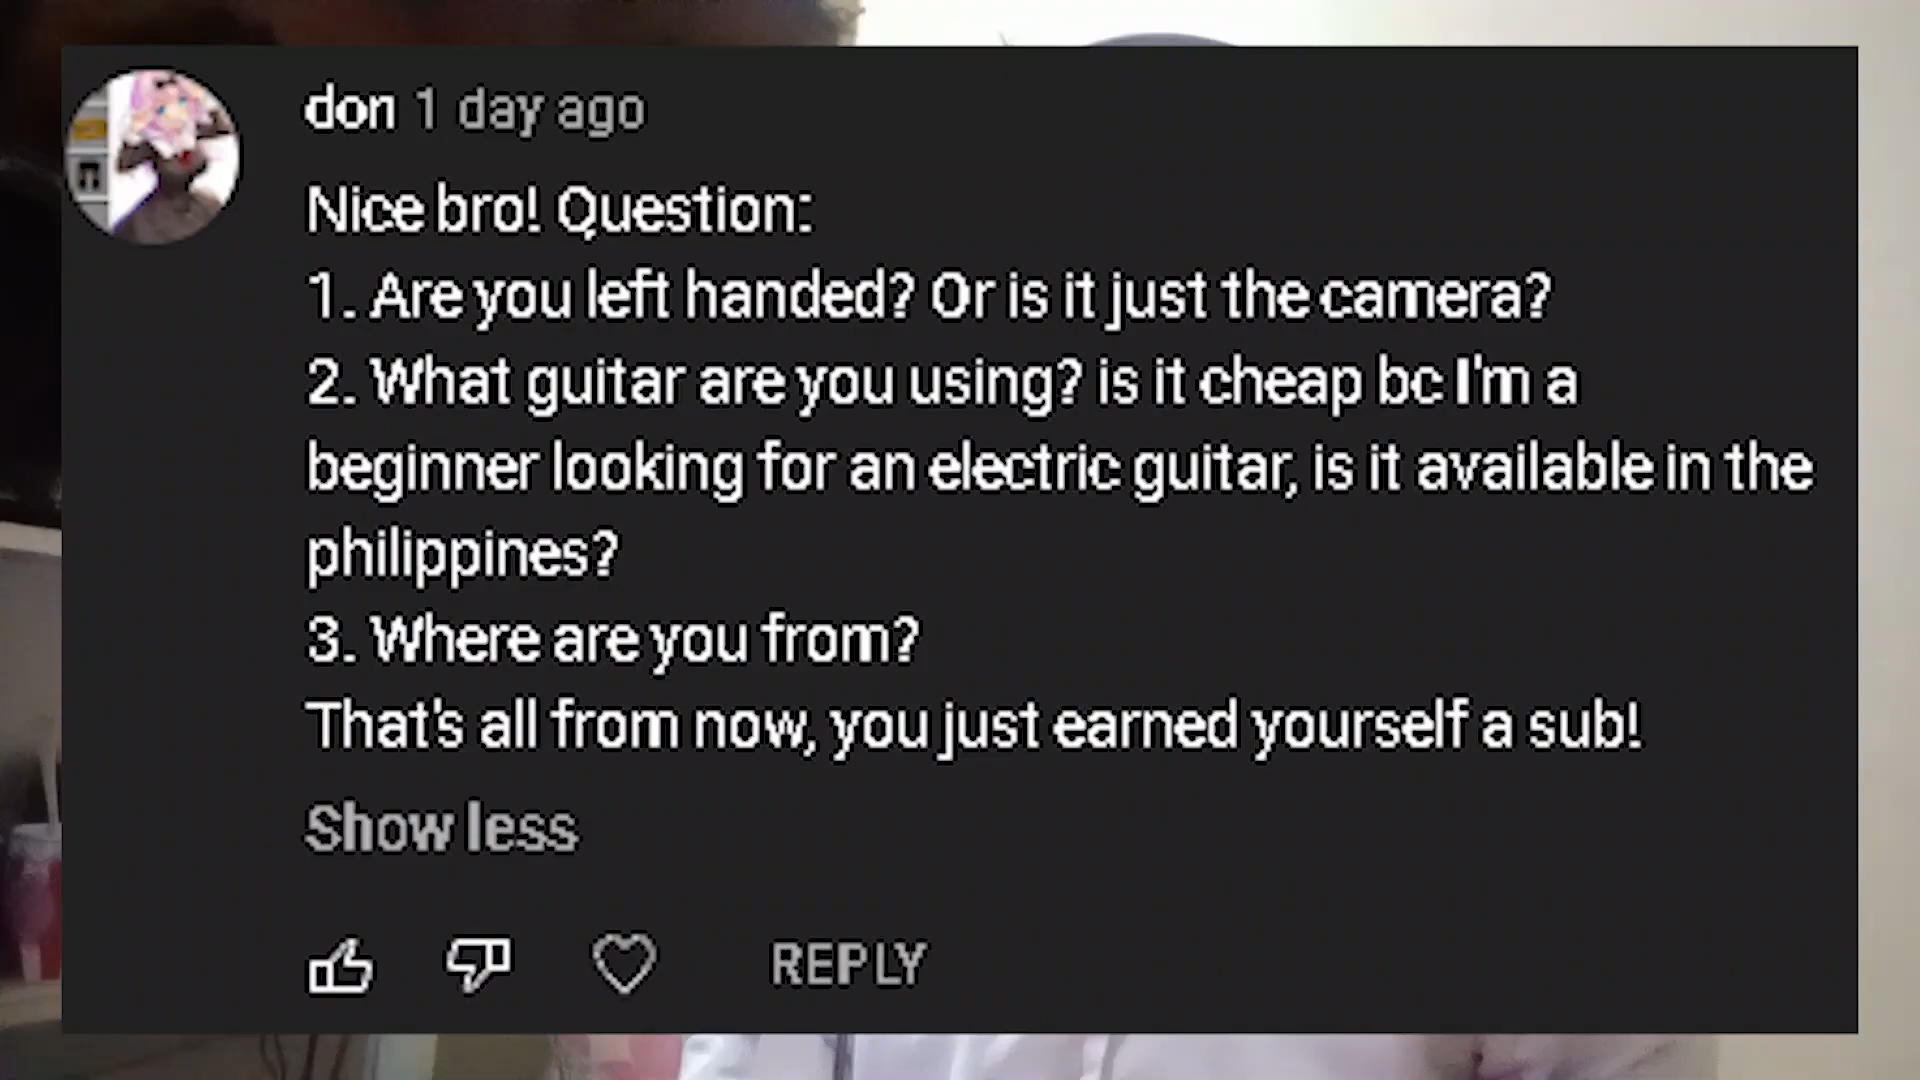 don 1 day ago
Nice bro! Question:
1. Are you left handed? Or is it just the camera?
2. What guitar are you using? is it cheap bc I'm a
beginner looking for an electric guitar, is it available in the
philippines?
3. Where are you from?
That's all from now, you just earned yourself a sub!
Show less
REPLY